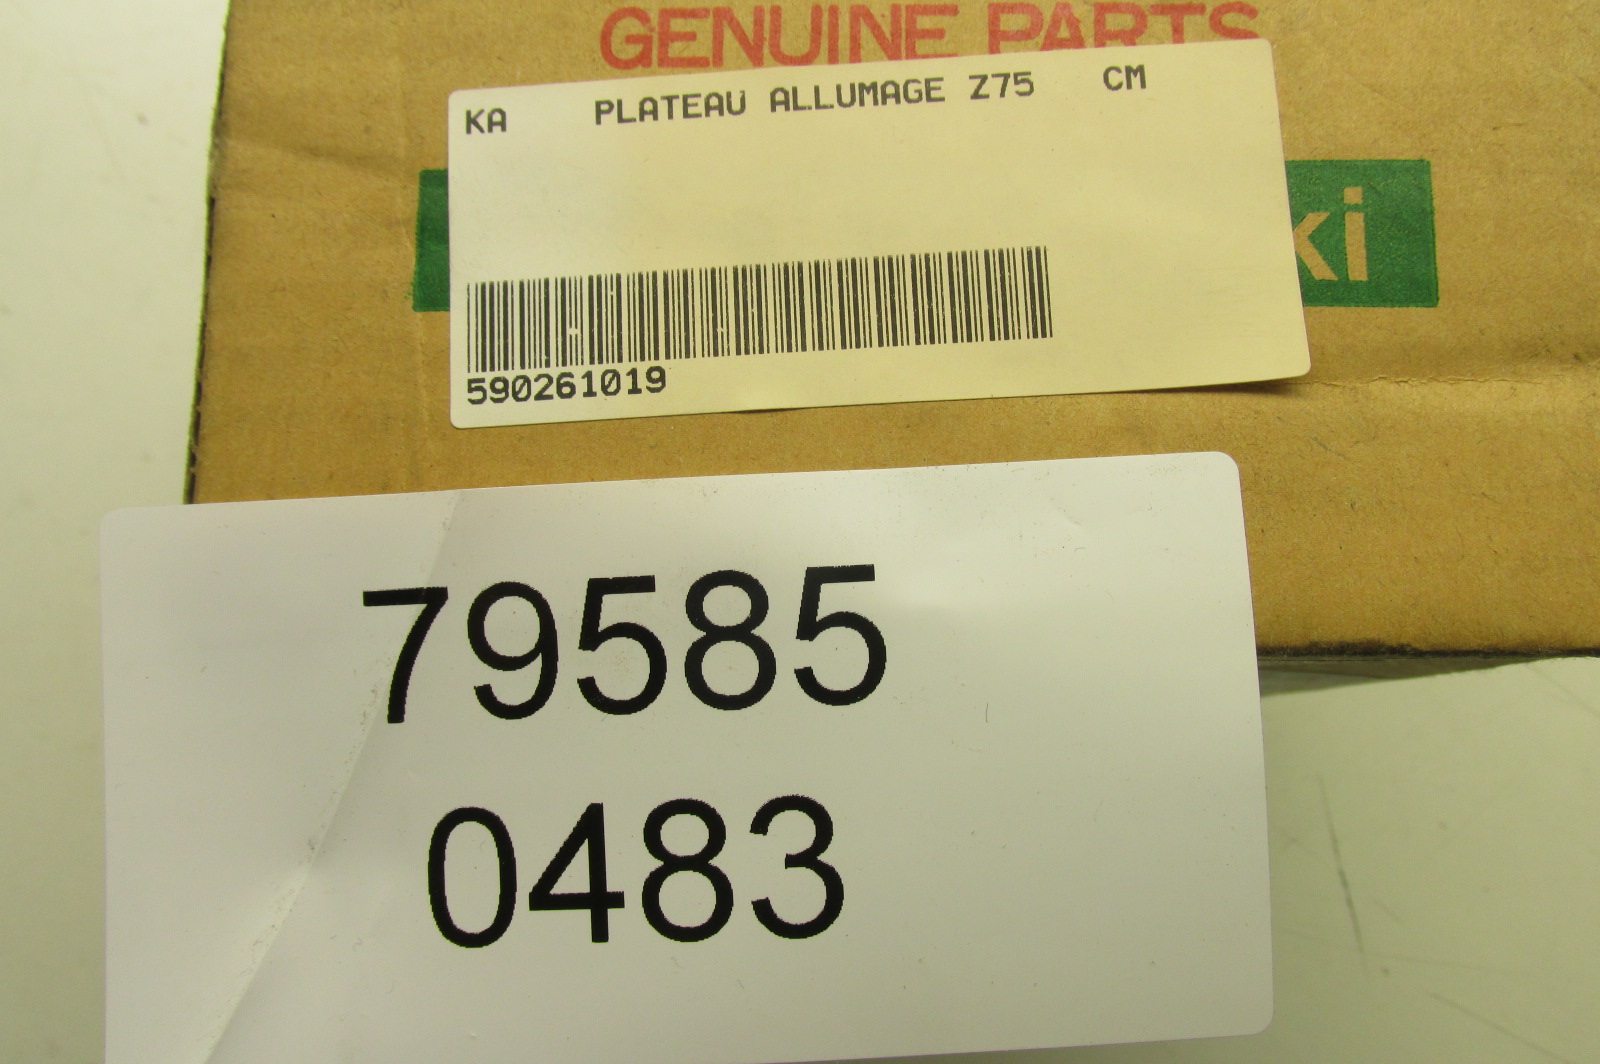 GENUINE PARTS
KA PLATEAU ALLUMAGE Z75 CM
ki
590261019
79585
0483